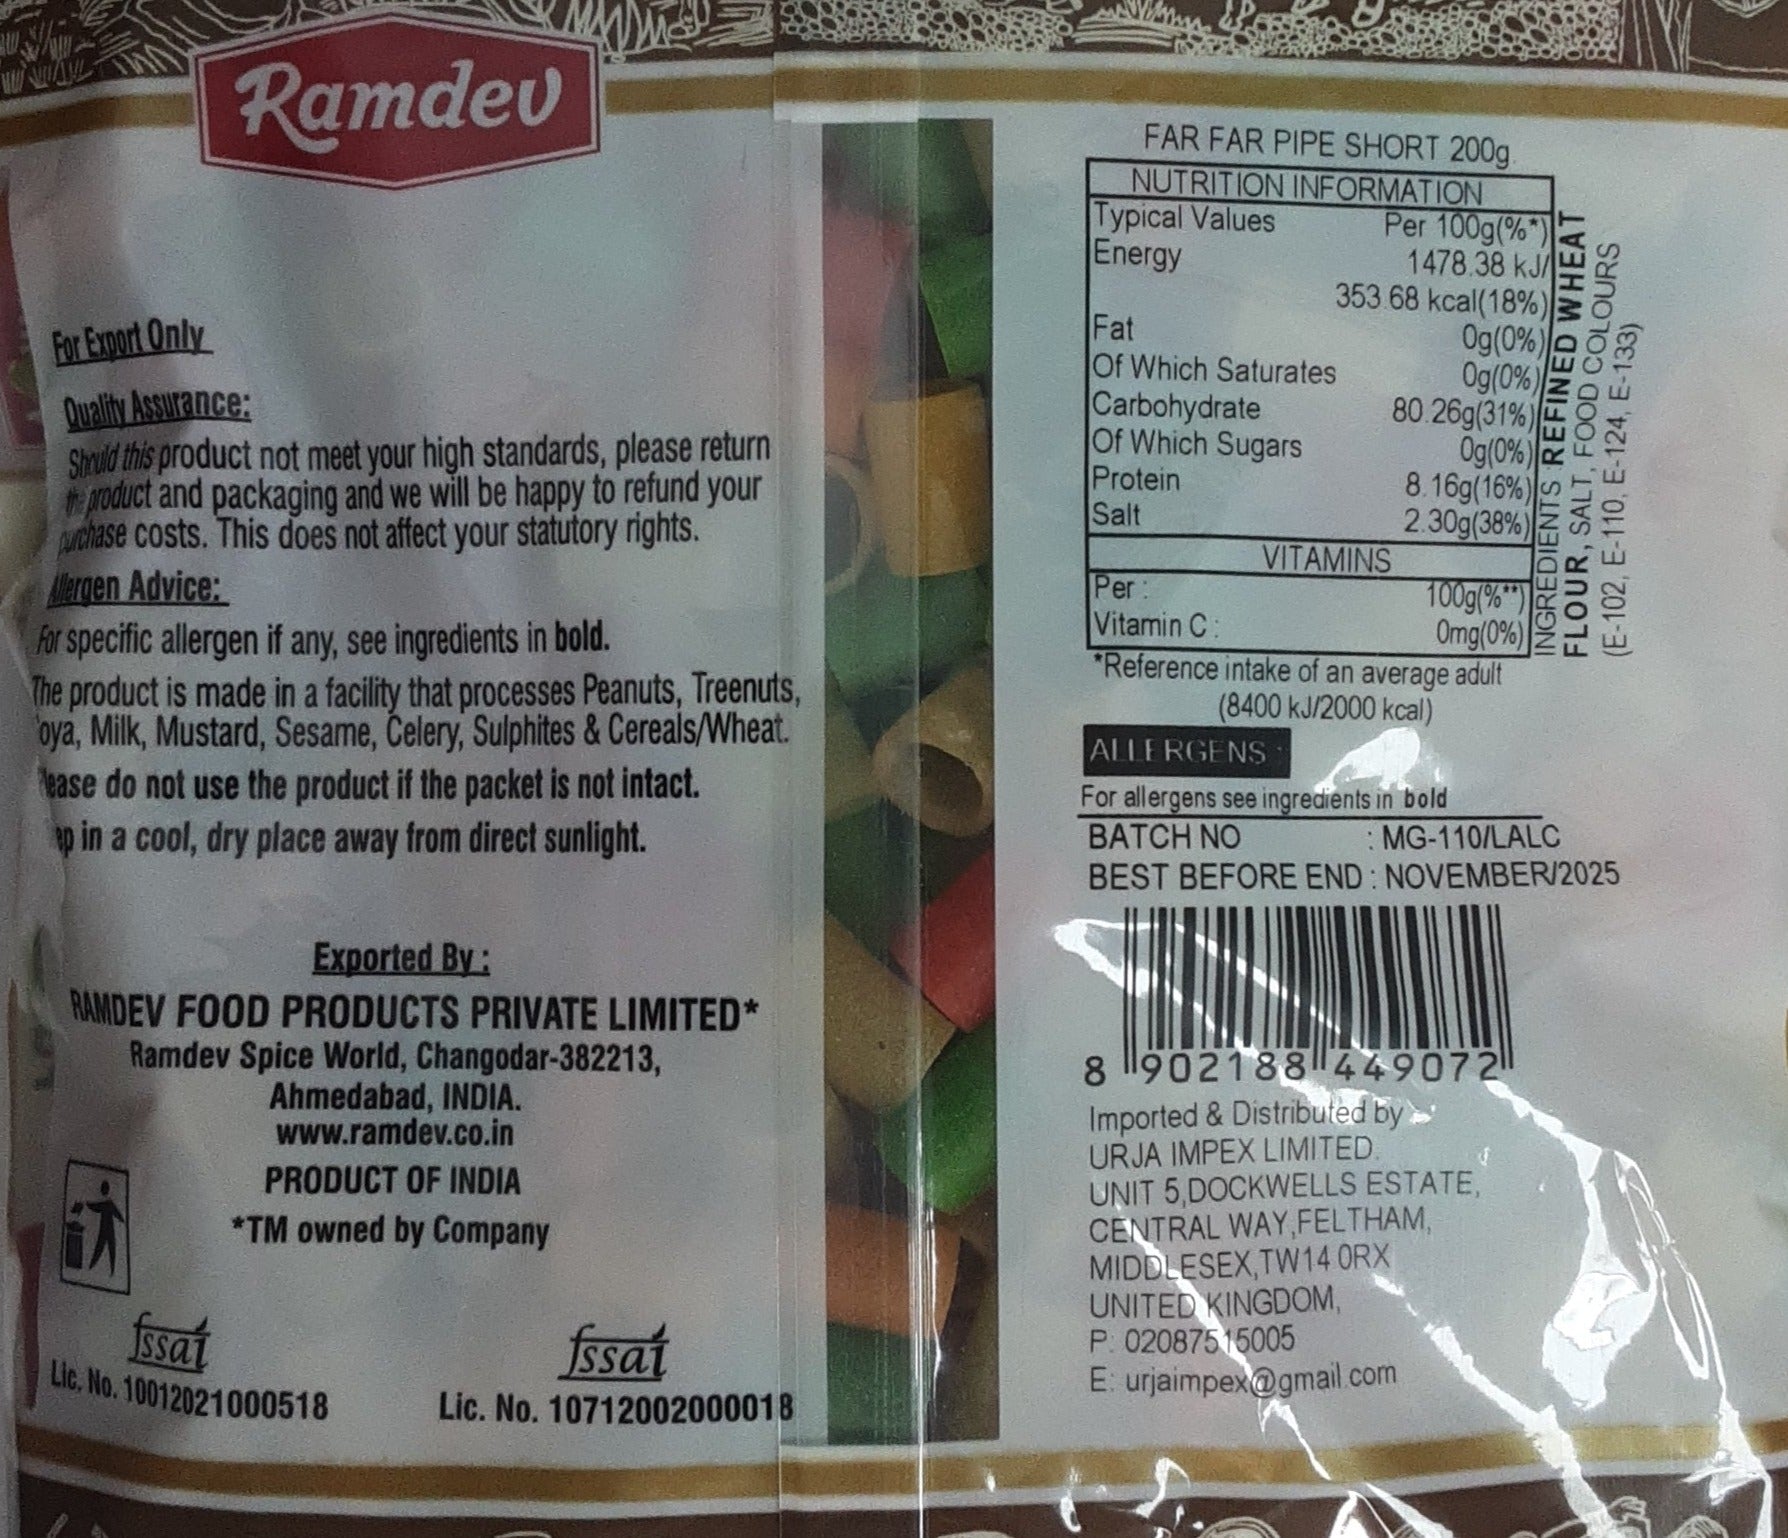 Ramdev
For Export Only
Quality Assurance:
Should this product not meet your high standards, please return
the product and packaging and we will be happy to refund your
purchase costs. This does not affect your statutory rights.
Allergen Advice:
For specific allergen if any, see ingredients in bold.
The product is made in a facility that processes Peanuts, Treenuts,
oya, Milk, Mustard, Sesame, Celery, Sulphites & Cereals/Wheat.
lease do not use the product if the packet is not intact.
ep in a cool, dry place away from direct sunlight.
Exported By :
RAMDEV FOOD PRODUCTS PRIVATE LIMITED*
Ramdev Spice World, Changodar-382213,
Ahmedabad, INDIA.
www.ramdev.co.in
PRODUCT OF INDIA
*TM owned by Company
fssai
Lic. No. 10012021000518
fssai
Lic. No. 10712002000018
FAR FAR PIPE SHORT 200g.
NUTRITION INFORMATION
Typical Values Per 100g(%*)
Energy 1478.38 kJ/
353.68 kcal(18%)
Fat 0g(0%)
Of Which Saturates 0g(0%)
Carbohydrate 80.26g(31%)
Of Which Sugars 0g(0%)
Protein 8.16g(16%)
Salt 2.30g(38%)
VITAMINS
Per : 100g(%**)
Vitamin C : 0mg(0%)
*Reference intake of an average adult
(8400 kJ/2000 kcal)
INGREDIENTS REFINED WHEAT
FLOUR, SALT, FOOD COLOURS
(E-102, E-110, E-124, E-133)
ALLERGENS :
For allergens see ingredients in bold
BATCH NO : MG-110/LALC
BEST BEFORE END : NOVEMBER/2025
8 902188 449072
Imported & Distributed by
URJA IMPEX LIMITED.
UNIT 5,DOCKWELLS ESTATE,
CENTRAL WAY,FELTHAM,
MIDDLESEX,TW14 0RX
UNITED KINGDOM,
P: 02087515005
E: urjaimpex@gmail.com